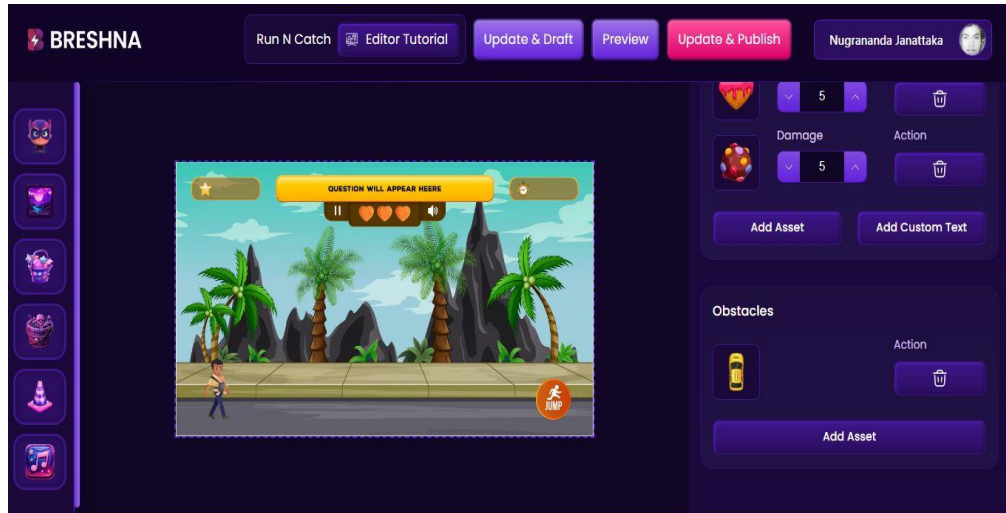 BRESHNA
Run N Catch
Editor Tutorial
Update & Draft
Preview
Update & Publish
Nugrananda Janattaka
5
Damage
Action
5
Add Asset
Add Custom Text
QUESTION WILL APPEAR HEERE
JUMP
Obstacles
Action
Add Asset